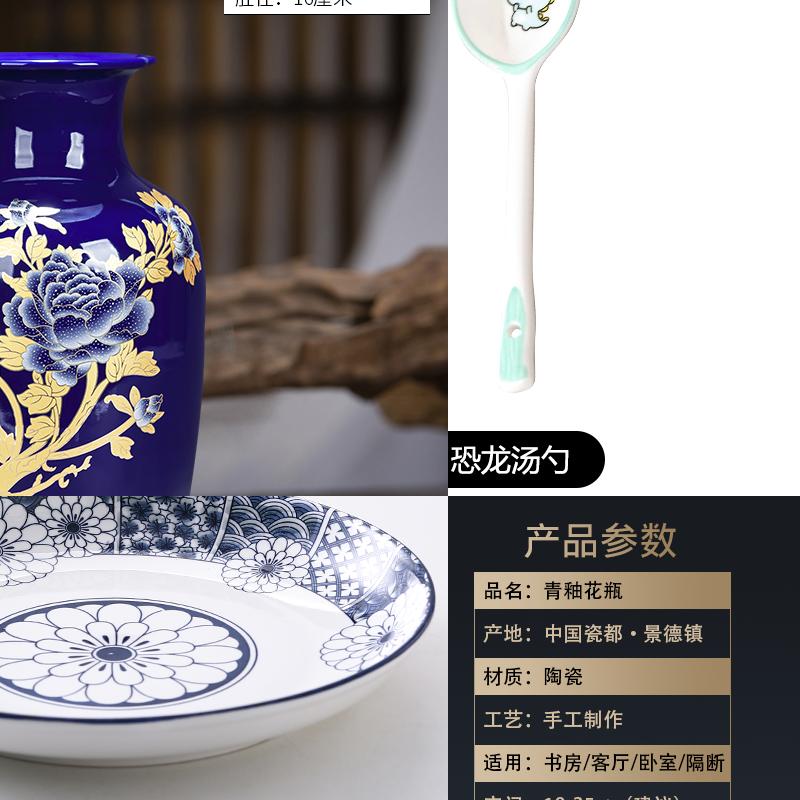 恐龙汤勺
产品参数
品名：青釉花瓶
产地：中国瓷都·景德镇
材质：陶瓷
工艺：手工制作
适用：书房/客厅/卧室/隔断